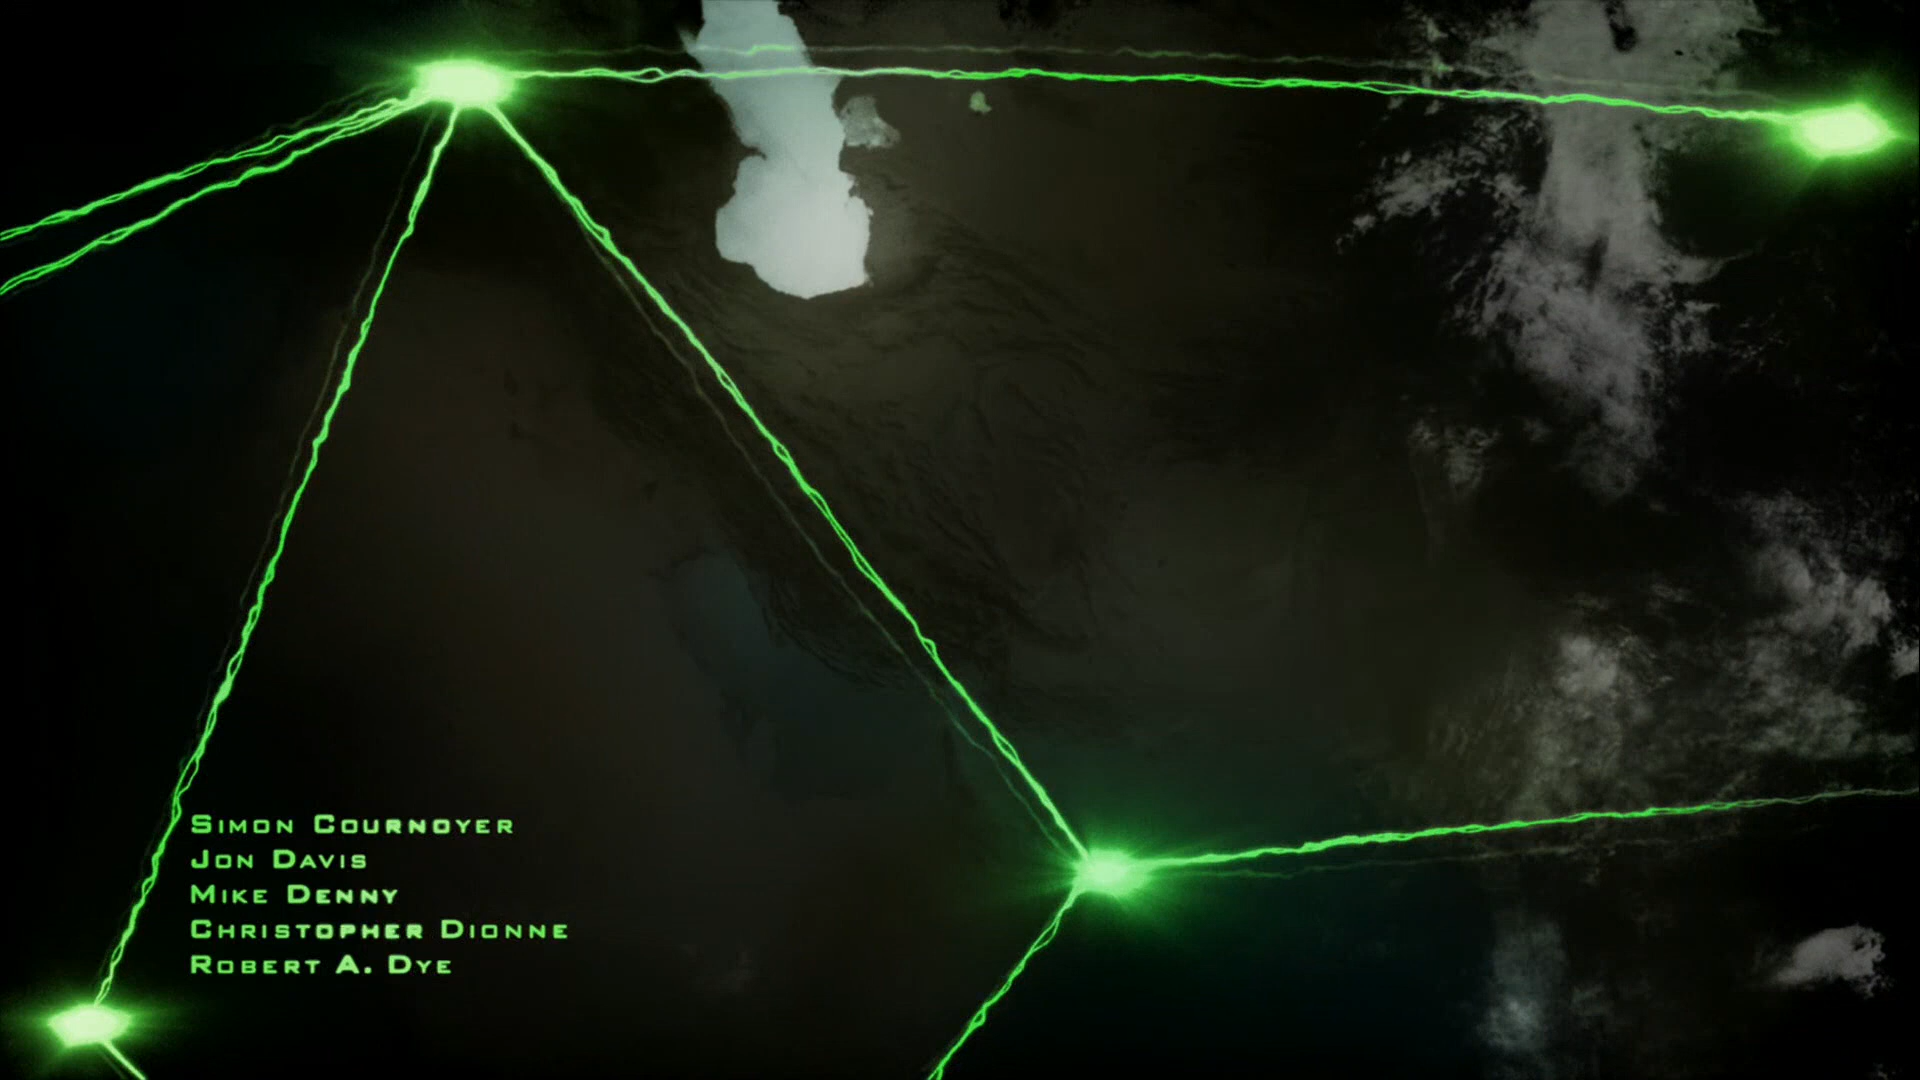 Simon Cournoyer
Jon Davis
Mike Denny
Christopher Dionne
Robert A. Dye